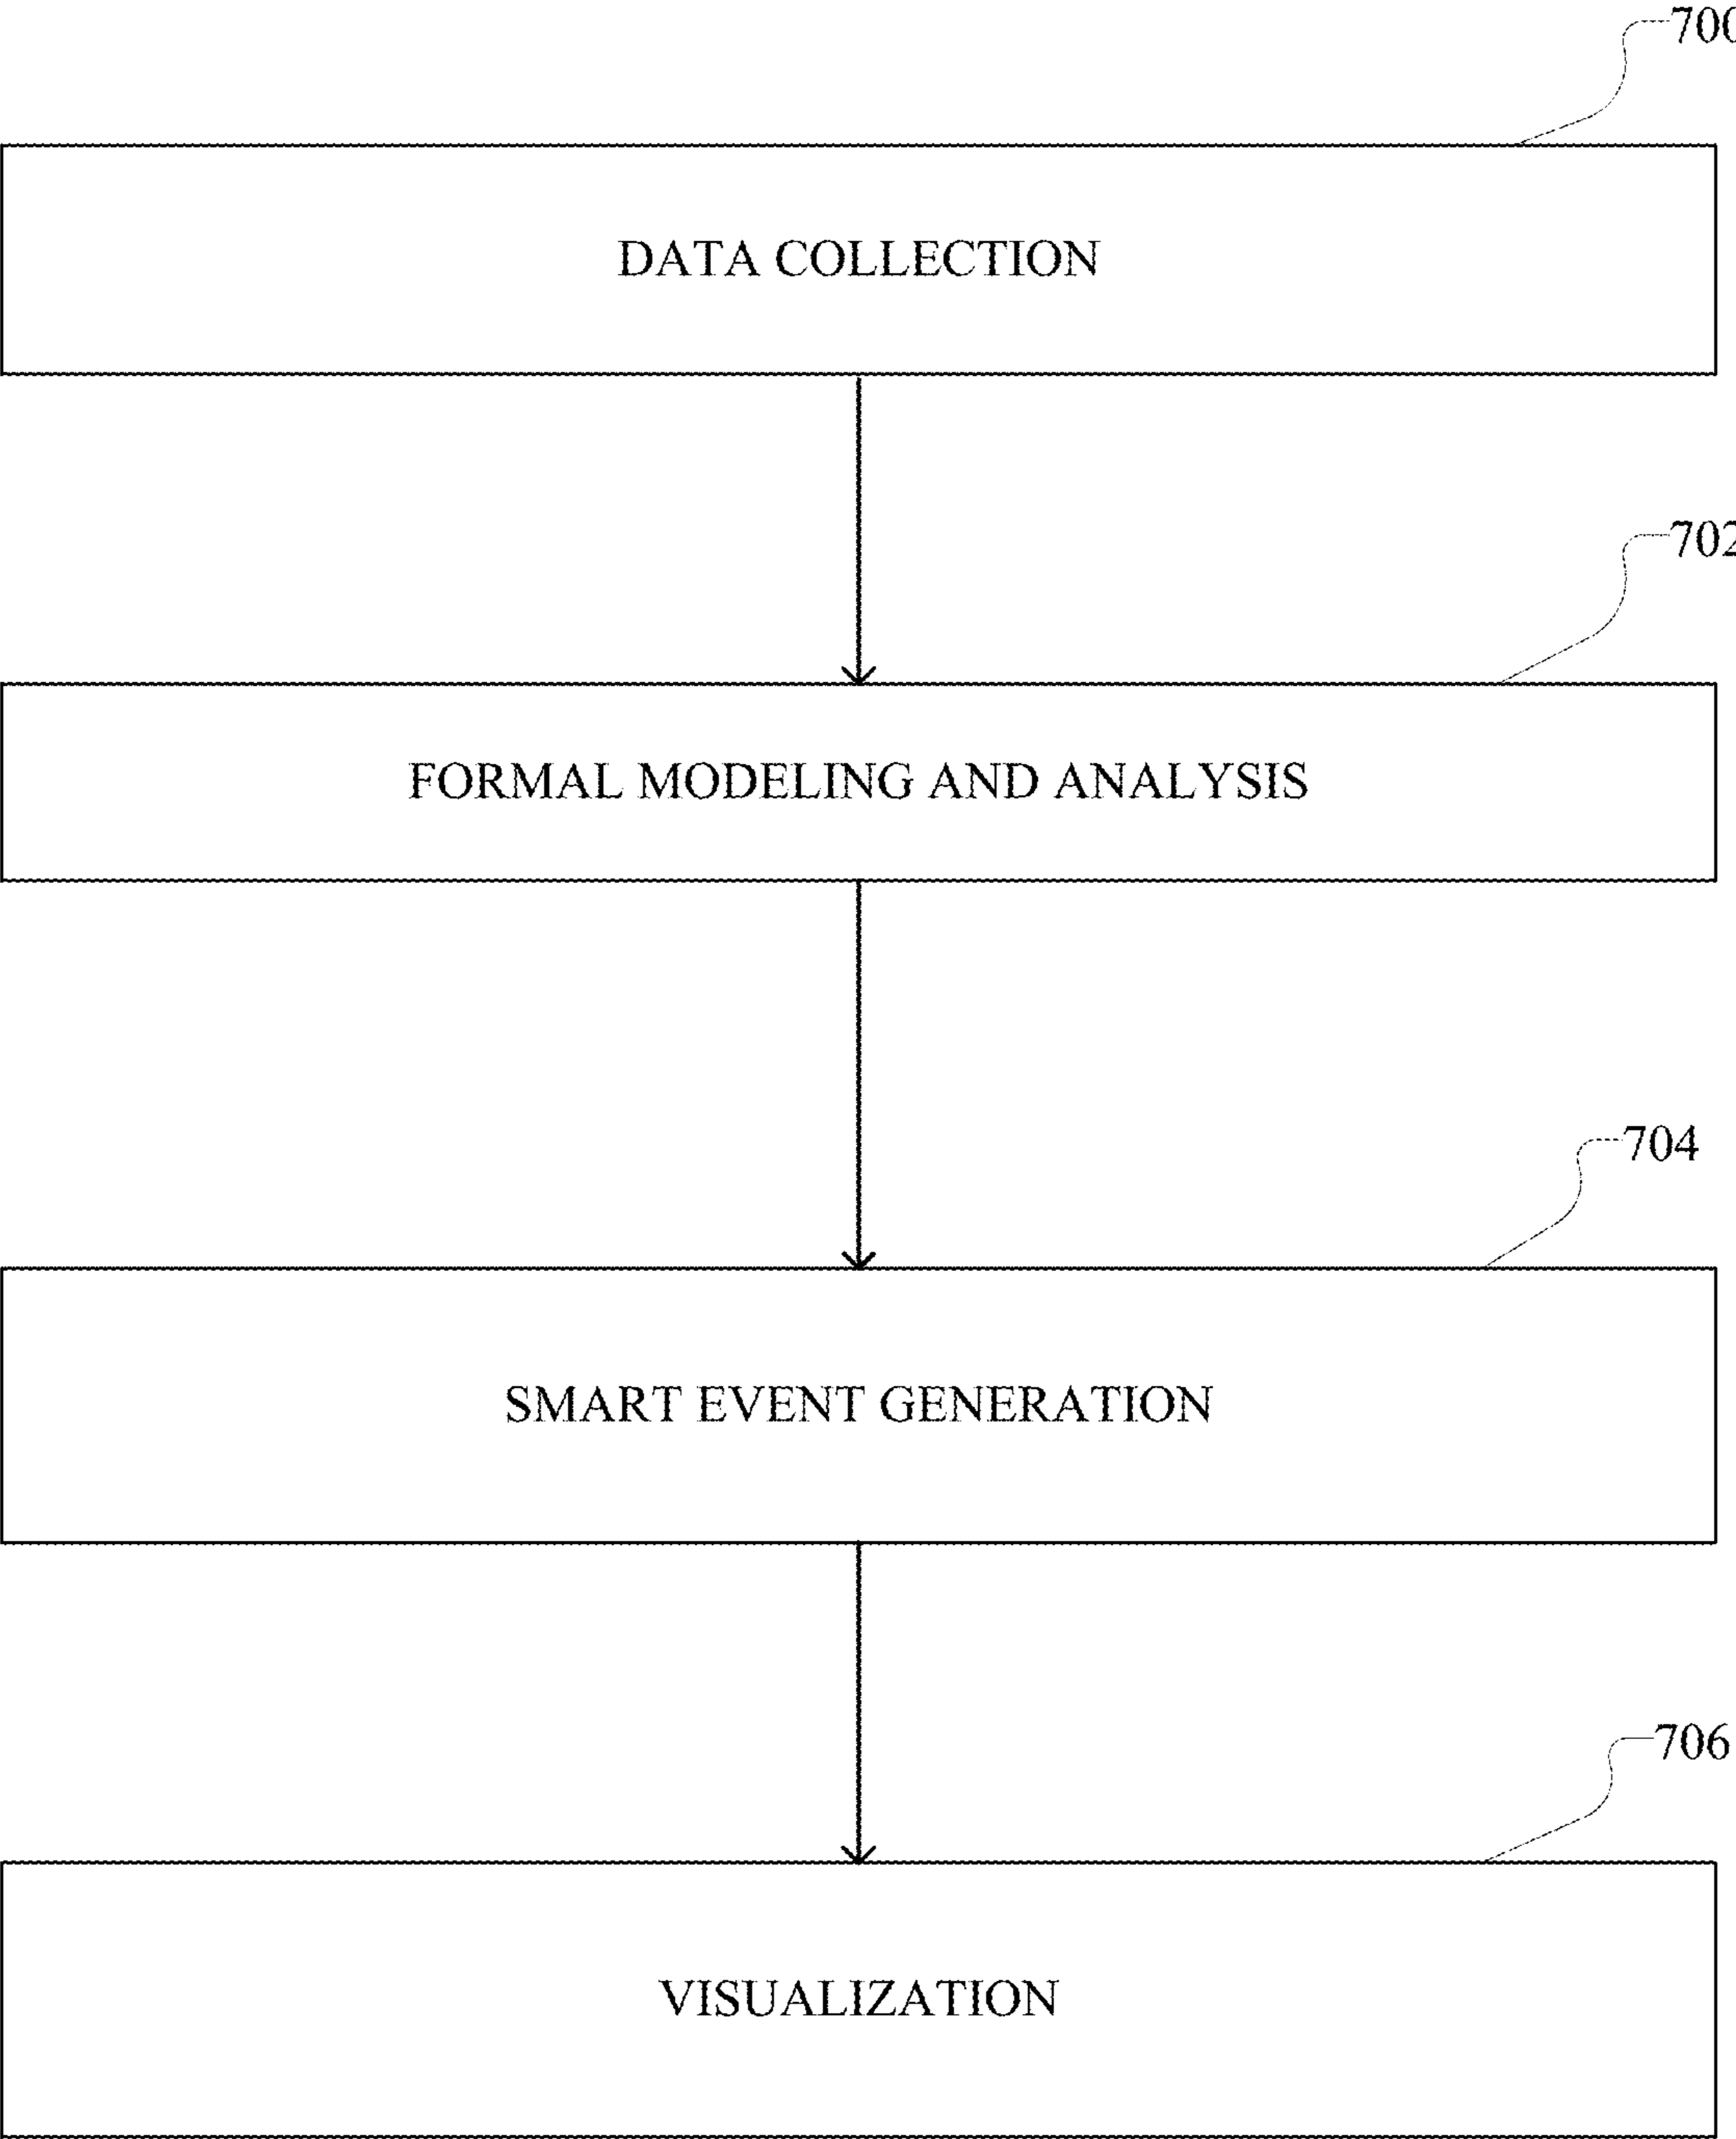 700
DATA COLLECTION
702
FORMAL MODELING AND ANALYSIS
704
SMART EVENT GENERATION
706
VISUALIZATION